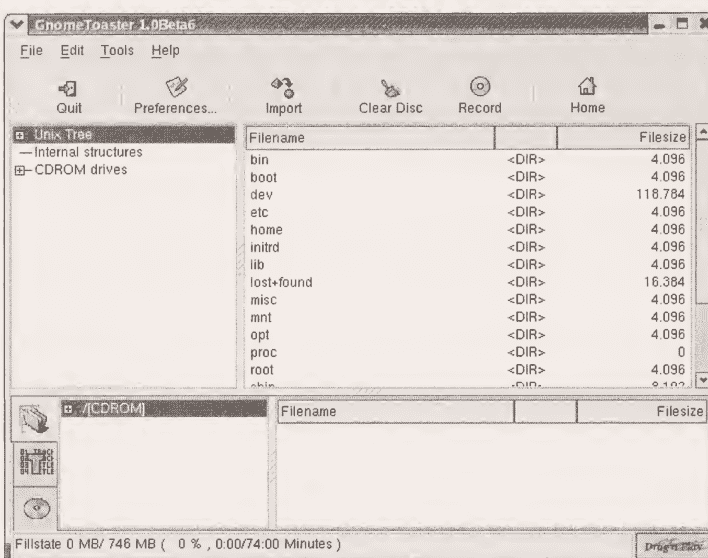 GnomeToaster 1.0Beta6
File Edit Tools Help
Quit Preferences... Import Clear Disc Record Home
Unix Tree
Internal structures
CDROM drives
Filename Filesize
bin <DIR> 4.096
boot <DIR> 4.096
dev <DIR> 118.784
etc <DIR> 4.096
home <DIR> 4.096
initrd <DIR> 4.096
lib <DIR> 4.096
lost+found <DIR> 16.384
misc <DIR> 4.096
mnt <DIR> 4.096
opt <DIR> 4.096
proc <DIR> 0
root <DIR> 4.096
sbin <DIR> 8.192
/[CDROM]
Filename Filesize
Fillstate 0 MB/ 746 MB ( 0 % , 0:00/74:00 Minutes )